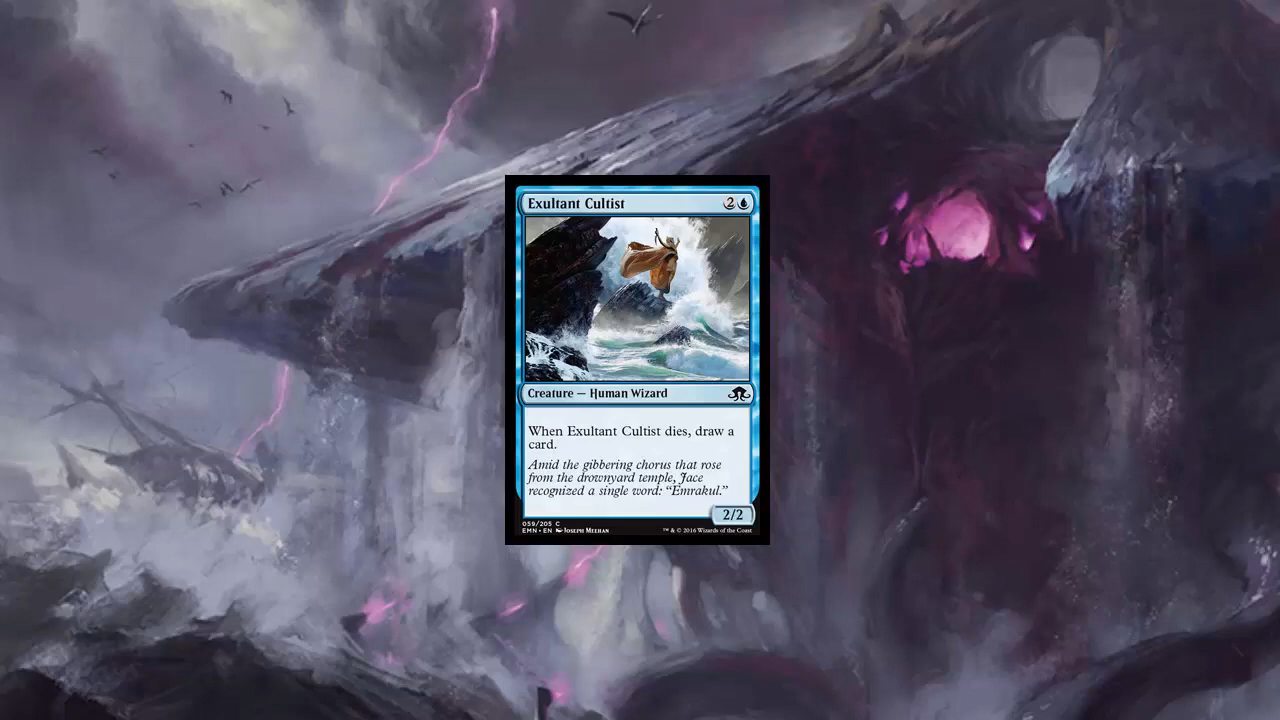 Exultant Cultist 2
Creature — Human Wizard
When Exultant Cultist dies, draw a
card.
Amid the gibbering chorus that rose
from the drownyard temple, Jace
recognized a single word: “Emrakul.”
2/2
059/205 C
EMN • EN Joseph Meehan
™ & © 2016 Wizards of the Coast